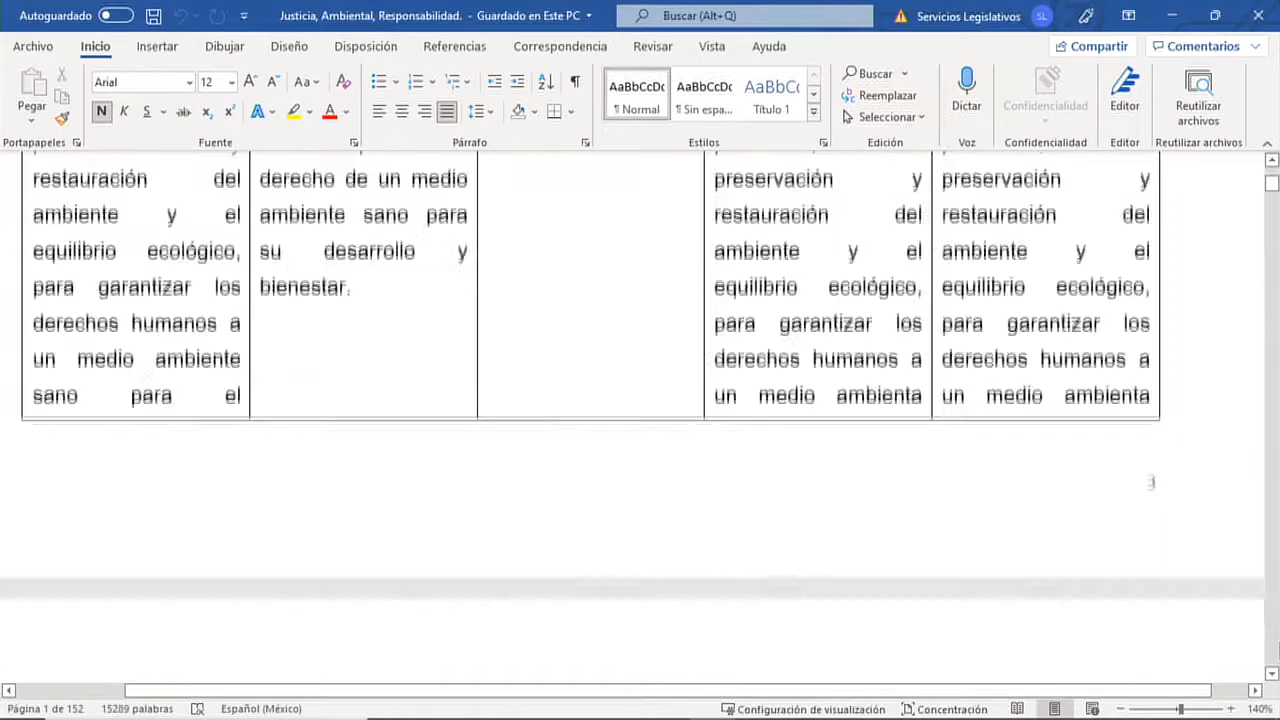 Autoguardado
Justicia, Ambiental, Responsabilidad. - Guardado en Este PC
Buscar (Alt+Q)
Servicios Legislativos
SL
Archivo
Inicio
Insertar
Dibujar
Diseño
Disposición
Referencias
Correspondencia
Revisar
Vista
Ayuda
Compartir
Comentarios
Pegar
Portapapeles
Arial
12
Fuente
Párrafo
AaBbCcDc
¶ Normal
AaBbCcDc
¶ Sin espa...
AaBbCc
Título 1
Estilos
Buscar
Reemplazar
Seleccionar
Edición
Dictar
Voz
Confidencialidad
Confidencialidad
Editor
Editor
Reutilizar
archivos
Reutilizar archivos
restauración del
ambiente y el
equilibrio ecológico,
para garantizar los
derechos humanos a
un medio ambiente
sano para el
derecho de un medio
ambiente sano para
su desarrollo y
bienestar.
preservación y
restauración del
ambiente y el
equilibrio ecológico,
para garantizar los
derechos humanos a
un medio ambienta
preservación y
restauración del
ambiente y el
equilibrio ecológico,
para garantizar los
derechos humanos a
un medio ambienta
3
Página 1 de 152
15289 palabras
Español (México)
Configuración de visualización
Concentración
140%